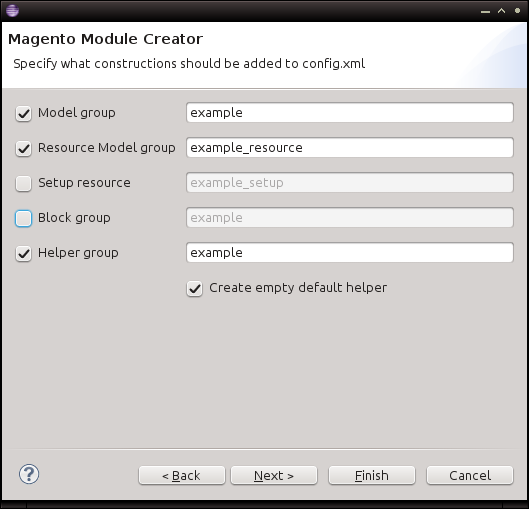 Magento Module Creator
Specify what constructions should be added to config.xml
Model group example
Resource Model group example_resource
Setup resource example_setup
Block group example
Helper group example
Create empty default helper
? < Back Next > Finish Cancel